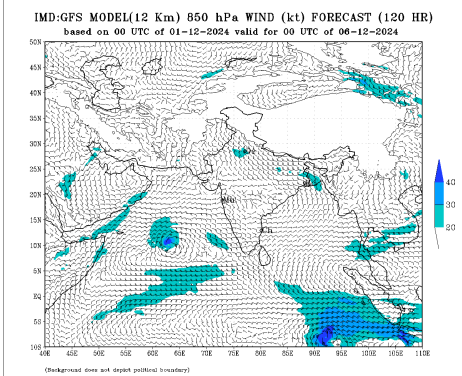 IMD:GFS MODEL(12 Km) 850 hPa WIND (kt) FORECAST (120 HR)
based on 00 UTC of 01-12-2024 valid for 00 UTC of 06-12-2024
50N
45N
40N
35N
30N
25N
20N
15N
10N
5N
EQ
5S
10S
40E 45E 50E 55E 60E 65E 70E 75E 80E 85E 90E 95E 100E 105E 110E
40
30
20
(Background does not depict political boundary)